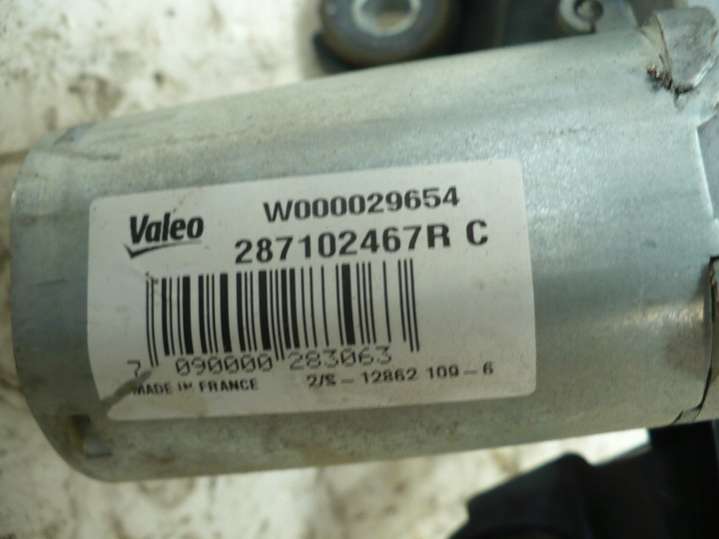 W000029654
Valeo
287102467R C
7 090000 283063
MADE IN FRANCE 2/S-12862 109-6